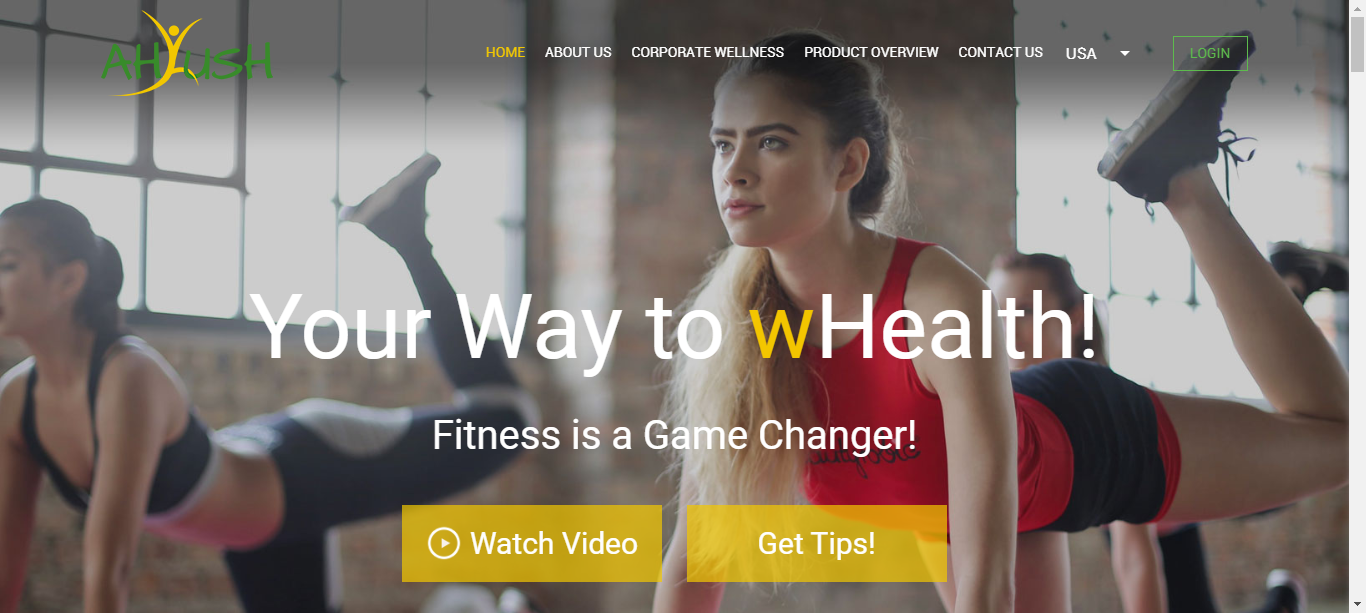 AHYUSH
HOME ABOUT US CORPORATE WELLNESS PRODUCT OVERVIEW CONTACT US USA LOGIN
Your Way to wHealth!
Fitness is a Game Changer!
Watch Video Get Tips!